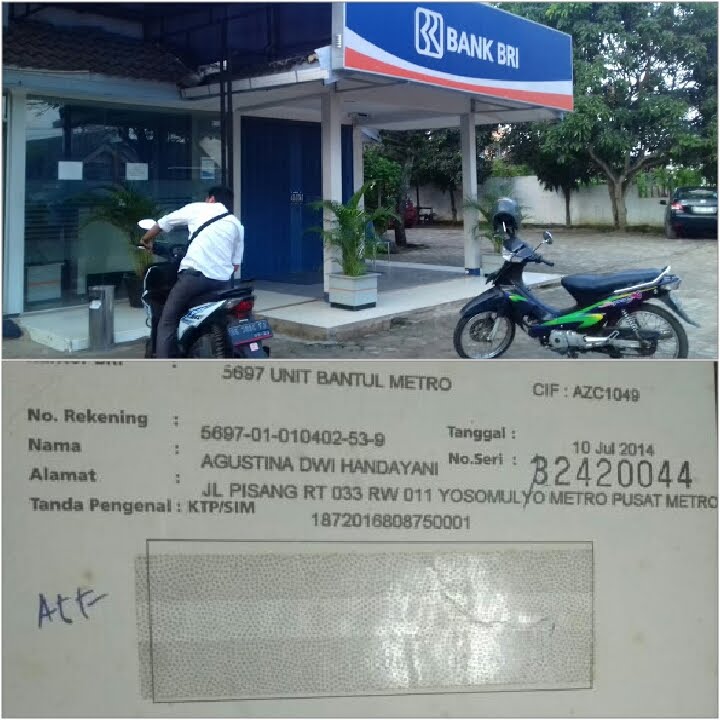 BANK BRI
: 5697 UNIT BANTUL METRO CIF : AZC1049
No. Rekening : 5697-01-010402-53-9 Tanggal : 10 Jul 2014
Nama : AGUSTINA DWI HANDAYANI No.Seri : 32420044
Alamat : JL PISANG RT 033 RW 011 YOSOMULYO METRO PUSAT METRO
Tanda Pengenal : KTP/SIM 1872016808750001